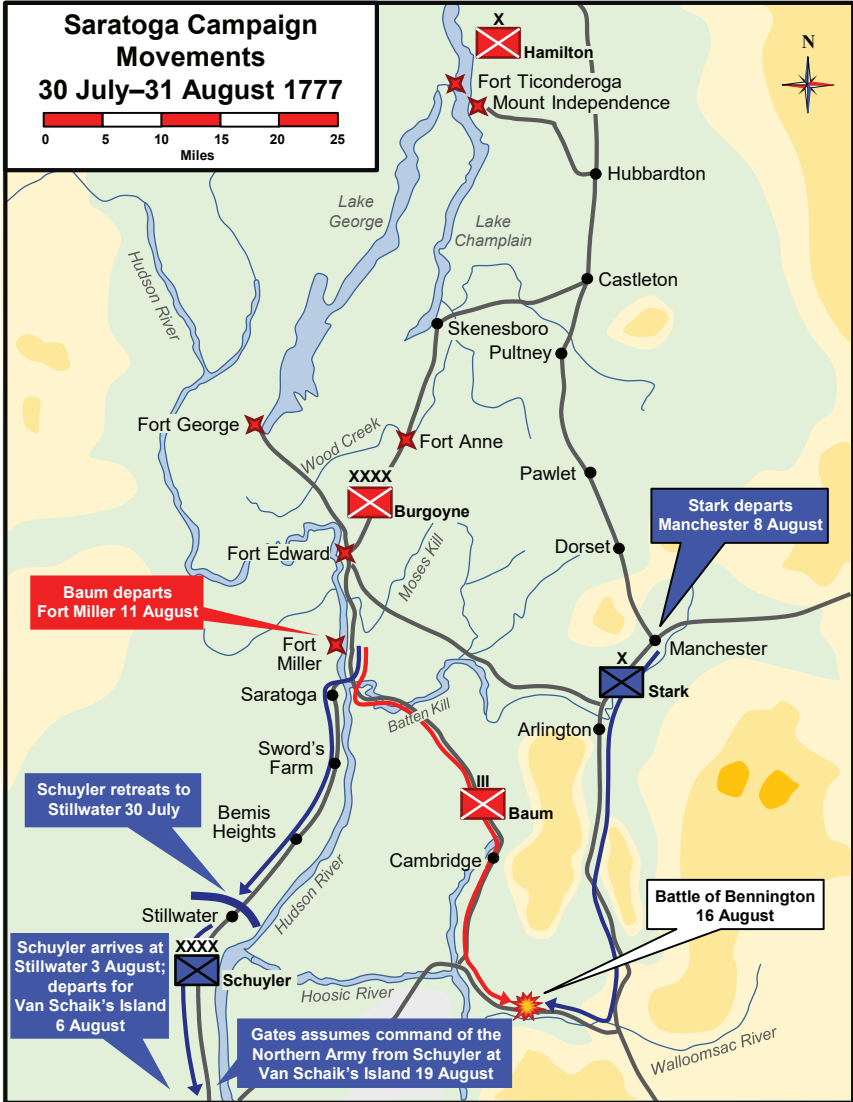 Saratoga Campaign
Movements
30 July–31 August 1777
0 5 10 15 20 25
Miles
N
X
Hamilton
Fort Ticonderoga
Mount Independence
Hubbardton
Lake
George
Lake
Champlain
Hudson River
Castleton
Skenesboro
Pultney
Fort George
Wood Creek
Fort Anne
XXXX
Burgoyne
Pawlet
Stark departs
Manchester 8 August
Fort Edward
Moses Kill
Dorset
Baum departs
Fort Miller 11 August
Fort
Miller
Manchester
X
Stark
Saratoga
Batten Kill
Arlington
Sword's
Farm
Schuyler retreats to
Stillwater 30 July
III
Baum
Bemis
Heights
Cambridge
Hudson River
Battle of Bennington
16 August
Stillwater
XXXX
Schuyler
Schuyler arrives at
Stillwater 3 August;
departs for
Van Schaik's Island
6 August
Hoosic River
Gates assumes command of the
Northern Army from Schuyler at
Van Schaik's Island 19 August
Walloomsac River